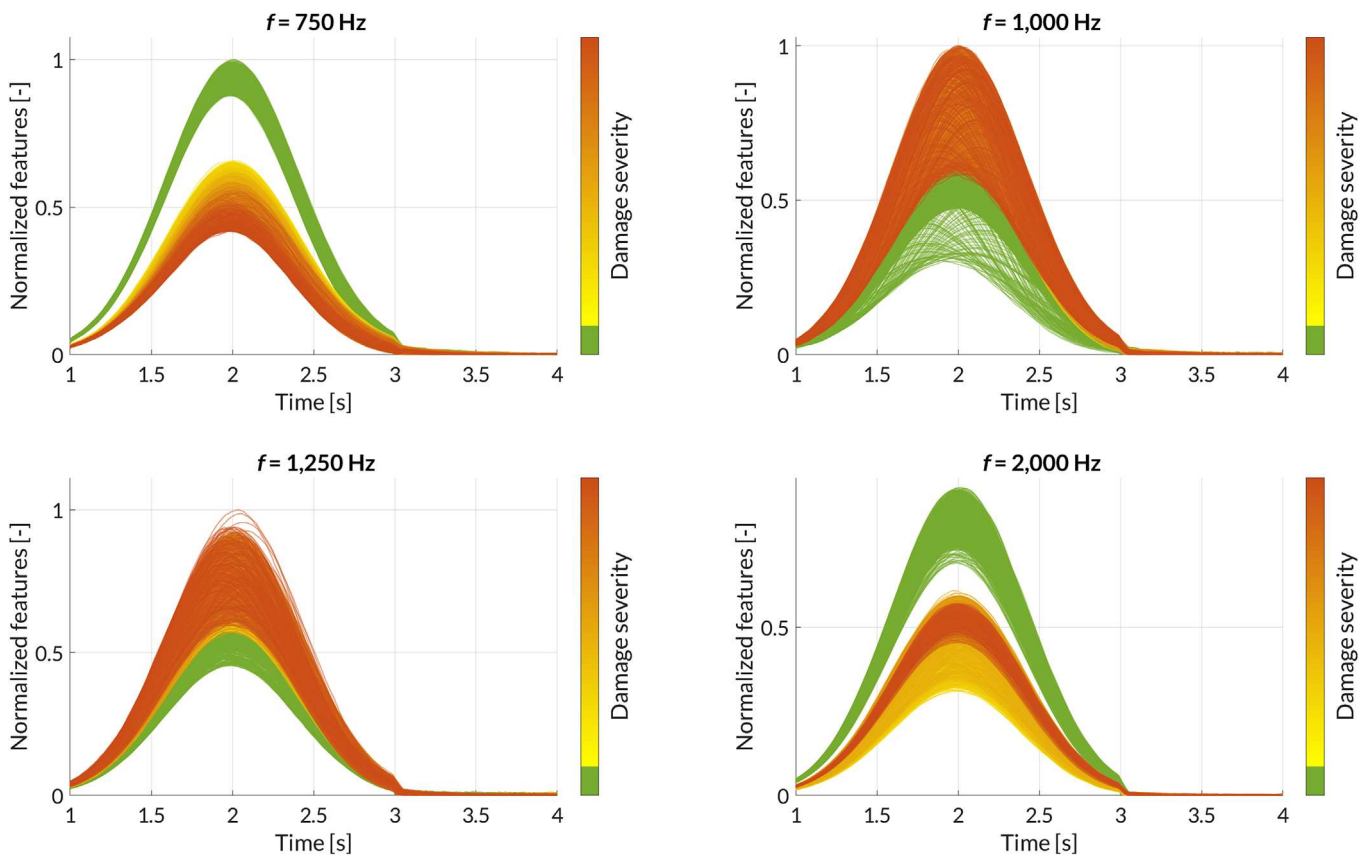 f = 750 Hz
Normalized features [-]
1
0.5
0
1 1.5 2 2.5 3 3.5 4
Time [s]
Damage severity
f = 1,000 Hz
Normalized features [-]
1
0.5
0
1 1.5 2 2.5 3 3.5 4
Time [s]
Damage severity
f = 1,250 Hz
Normalized features [-]
1
0.5
0
1 1.5 2 2.5 3 3.5 4
Time [s]
Damage severity
f = 2,000 Hz
Normalized features [-]
0.5
0
1 1.5 2 2.5 3 3.5 4
Time [s]
Damage severity